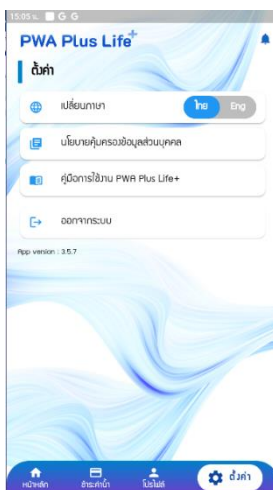 15:05 น. G G
PWA Plus Life+
ตั้งค่า
เปลี่ยนภาษา ไทย Eng
นโยบายคุ้มครองข้อมูลส่วนบุคคล
คู่มือการใช้งาน PWA Plus Life+
ออกจากระบบ
App version : 3.5.7
หน้าหลัก ชำระค่าน้ำ โปรไฟล์ ตั้งค่า